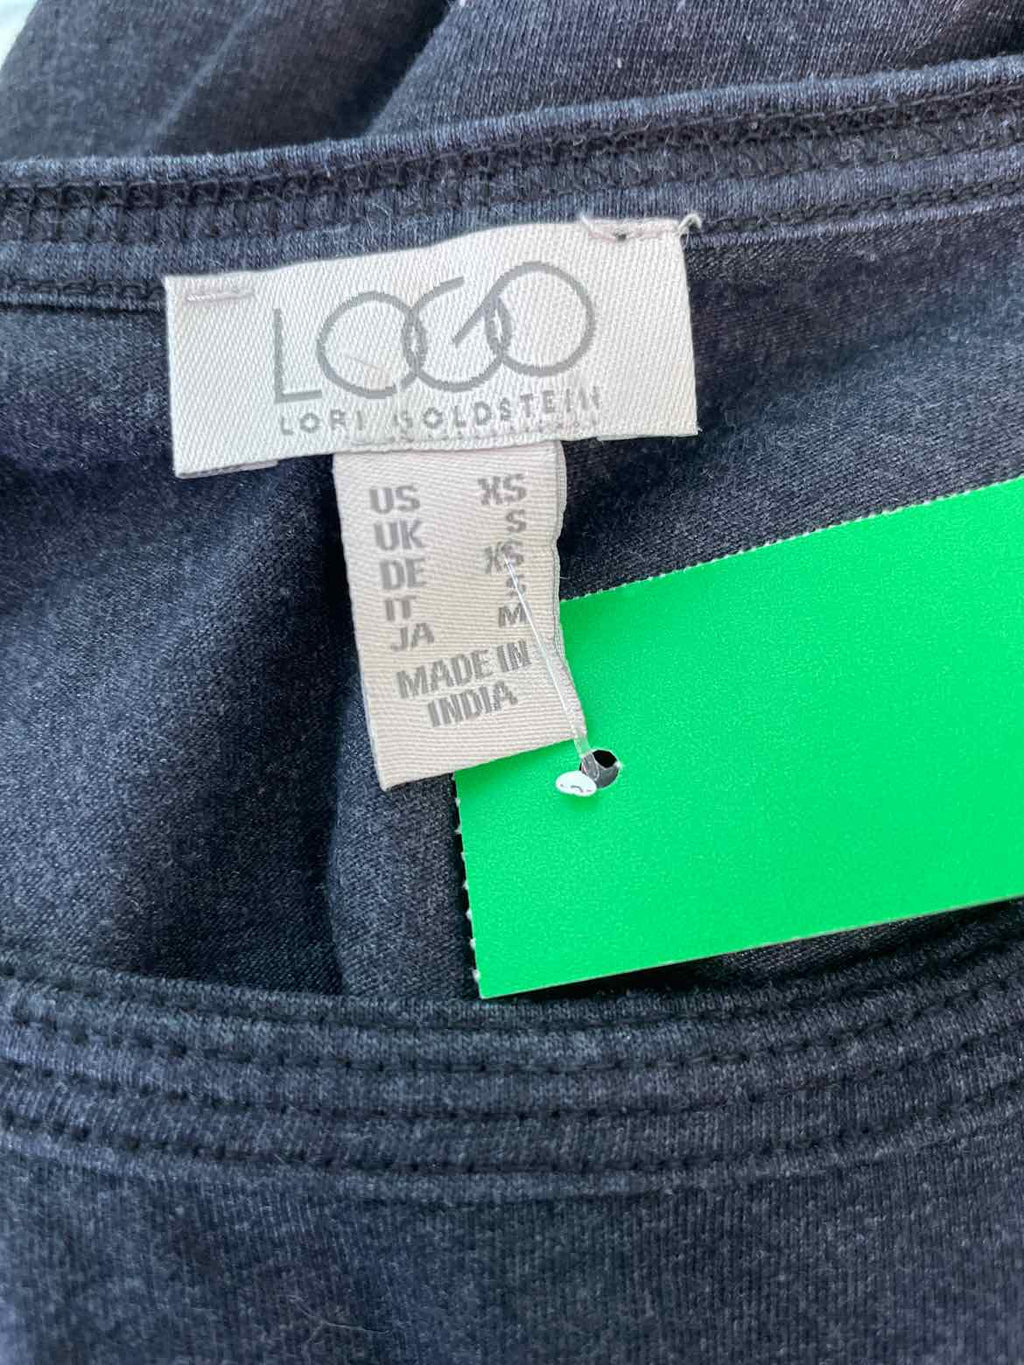 LOGO
LORI GOLDSTEIN
US XS
UK S
DE XS
IT S
JA M
MADE IN
INDIA